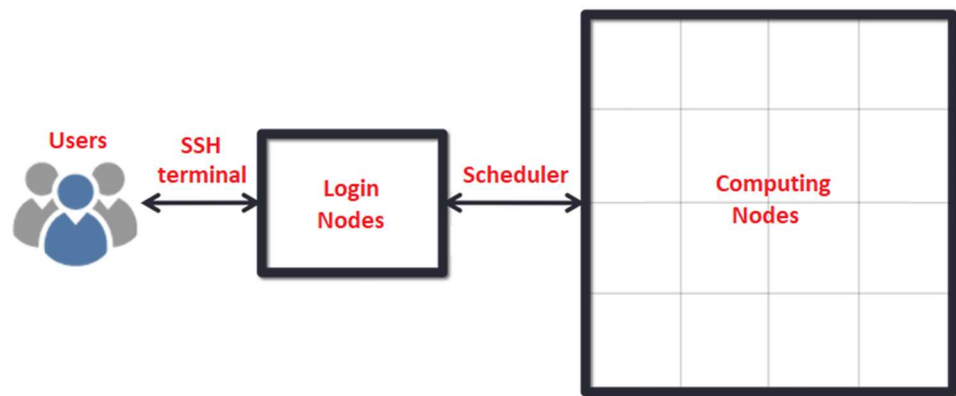 Users
SSH
terminal
Login
Nodes
Scheduler
Computing
Nodes